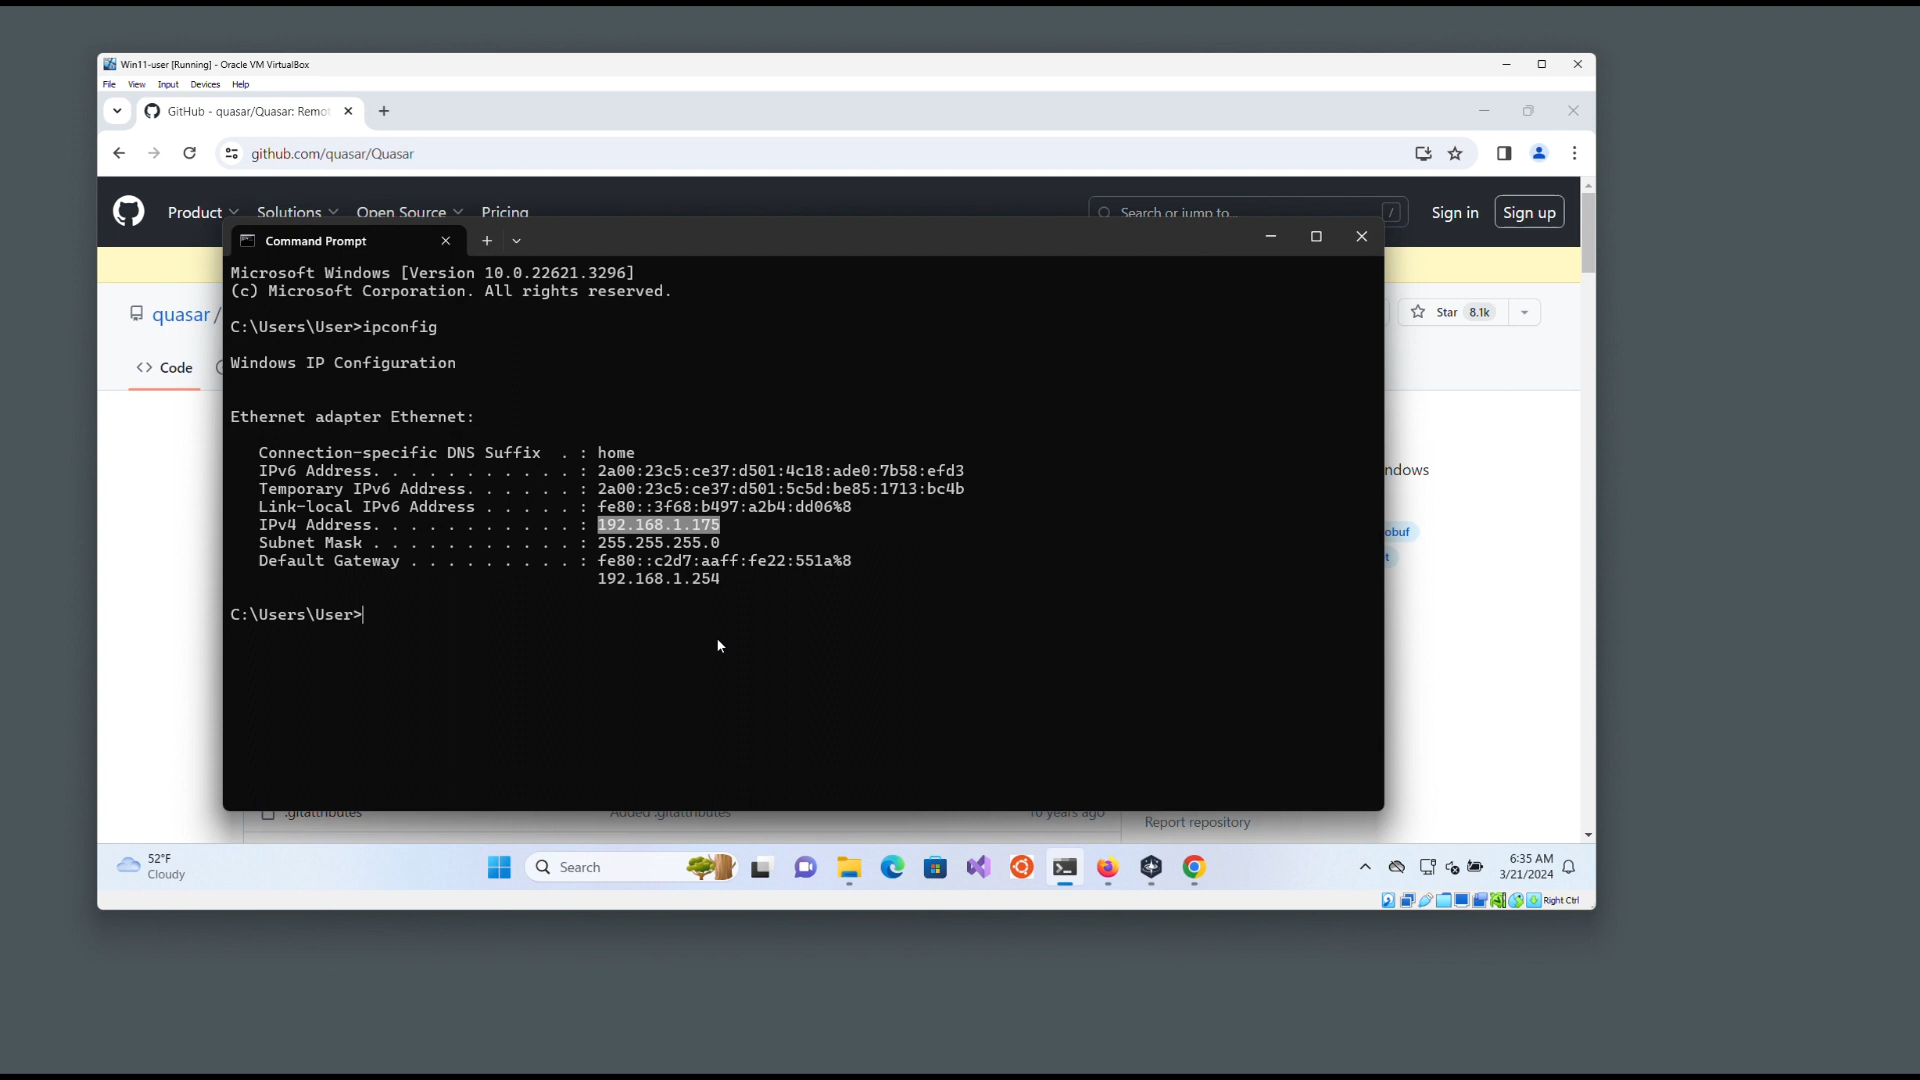 Win11-user [Running] - Oracle VM VirtualBox
File View Input Devices Help
GitHub - quasar/Quasar: Remot
github.com/quasar/Quasar
Product Solutions Open Source Pricing Search or jump to... / Sign in Sign up
Command Prompt
Microsoft Windows [Version 10.0.22621.3296]
(c) Microsoft Corporation. All rights reserved.
quasar / Star 8.1k
C:\Users\User>ipconfig
<> Code
Windows IP Configuration
Ethernet adapter Ethernet:
Connection-specific DNS Suffix . : home
IPv6 Address. . . . . . . . . . . : 2a00:23c5:ce37:d501:4c18:ade0:7b58:efd3
ndows
Temporary IPv6 Address. . . . . . : 2a00:23c5:ce37:d501:5c5d:be85:1713:bc4b
Link-local IPv6 Address . . . . . : fe80::3f68:b497:a2b4:dd06%8
IPv4 Address. . . . . . . . . . . : 192.168.1.175
obuf
Subnet Mask . . . . . . . . . . . : 255.255.255.0
Default Gateway . . . . . . . . . : fe80::c2d7:aaff:fe22:551a%8
t
192.168.1.254
C:\Users\User>
.gitattributes Added .gitattributes 10 years ago
Report repository
52°F
Cloudy
Search
6:35 AM
3/21/2024
Right Ctrl